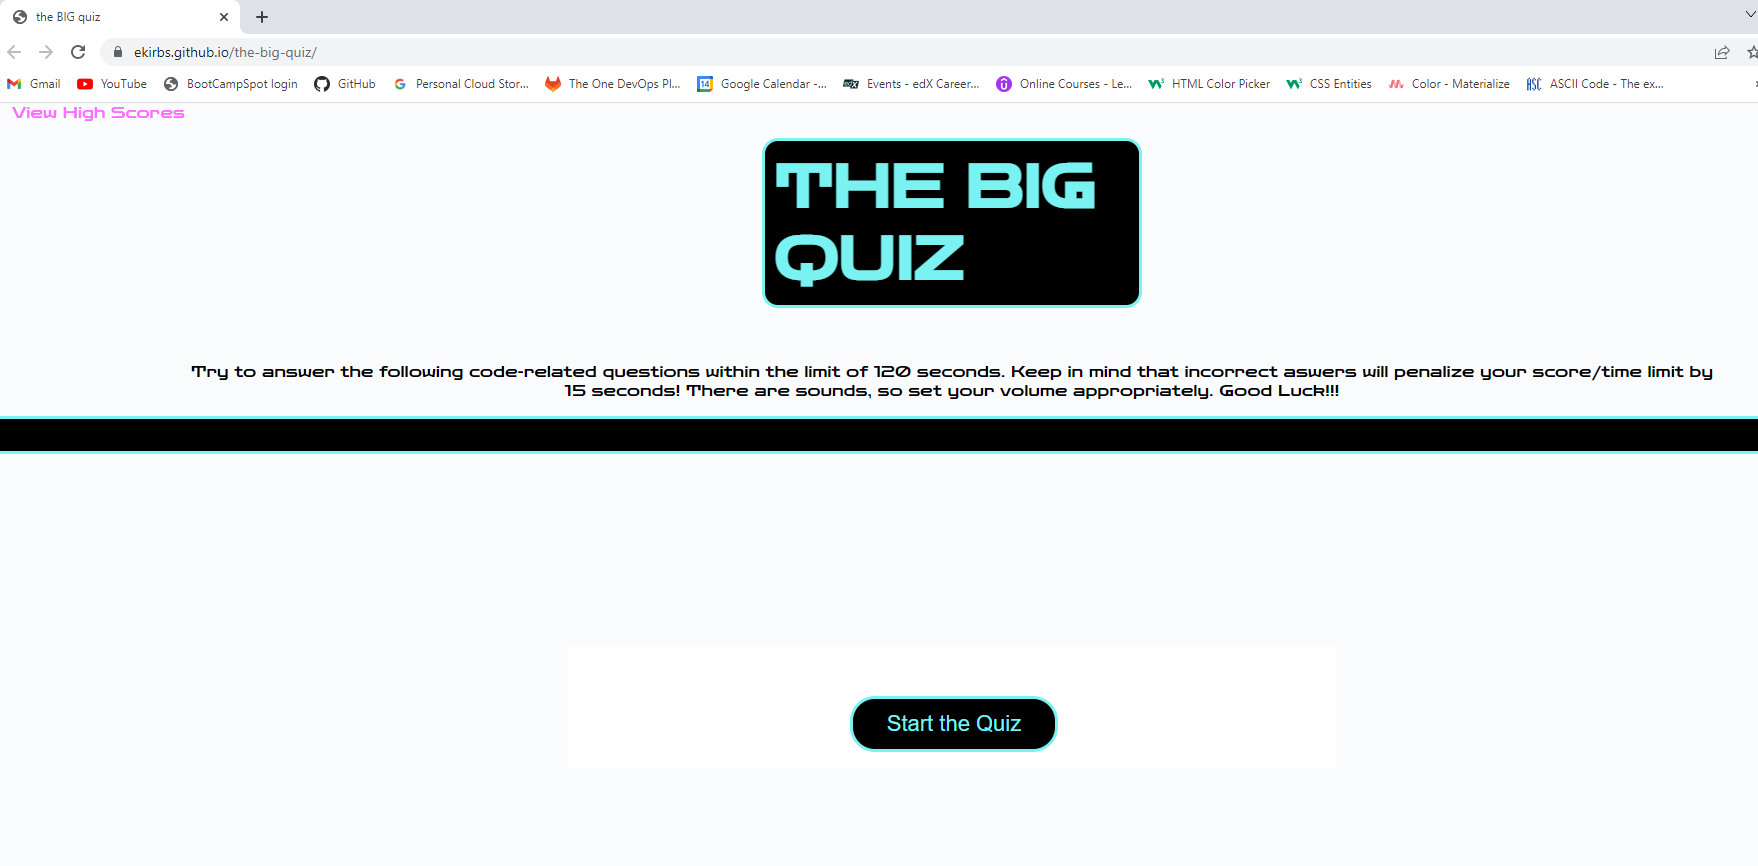 the BIG quiz
ekirbs.github.io/the-big-quiz/
Gmail YouTube BootCampSpot login GitHub Personal Cloud Stor... The One DevOps Pl... Google Calendar -... Events - edX Career... Online Courses - Le... HTML Color Picker CSS Entities Color - Materialize ASCII Code - The ex...
View High Scores
THE BIG
QUIZ
Try to answer the following code-related questions within the limit of 120 seconds. Keep in mind that incorrect aswers will penalize your score/time limit by
15 seconds! There are sounds, so set your volume appropriately. Good Luck!!!
Start the Quiz